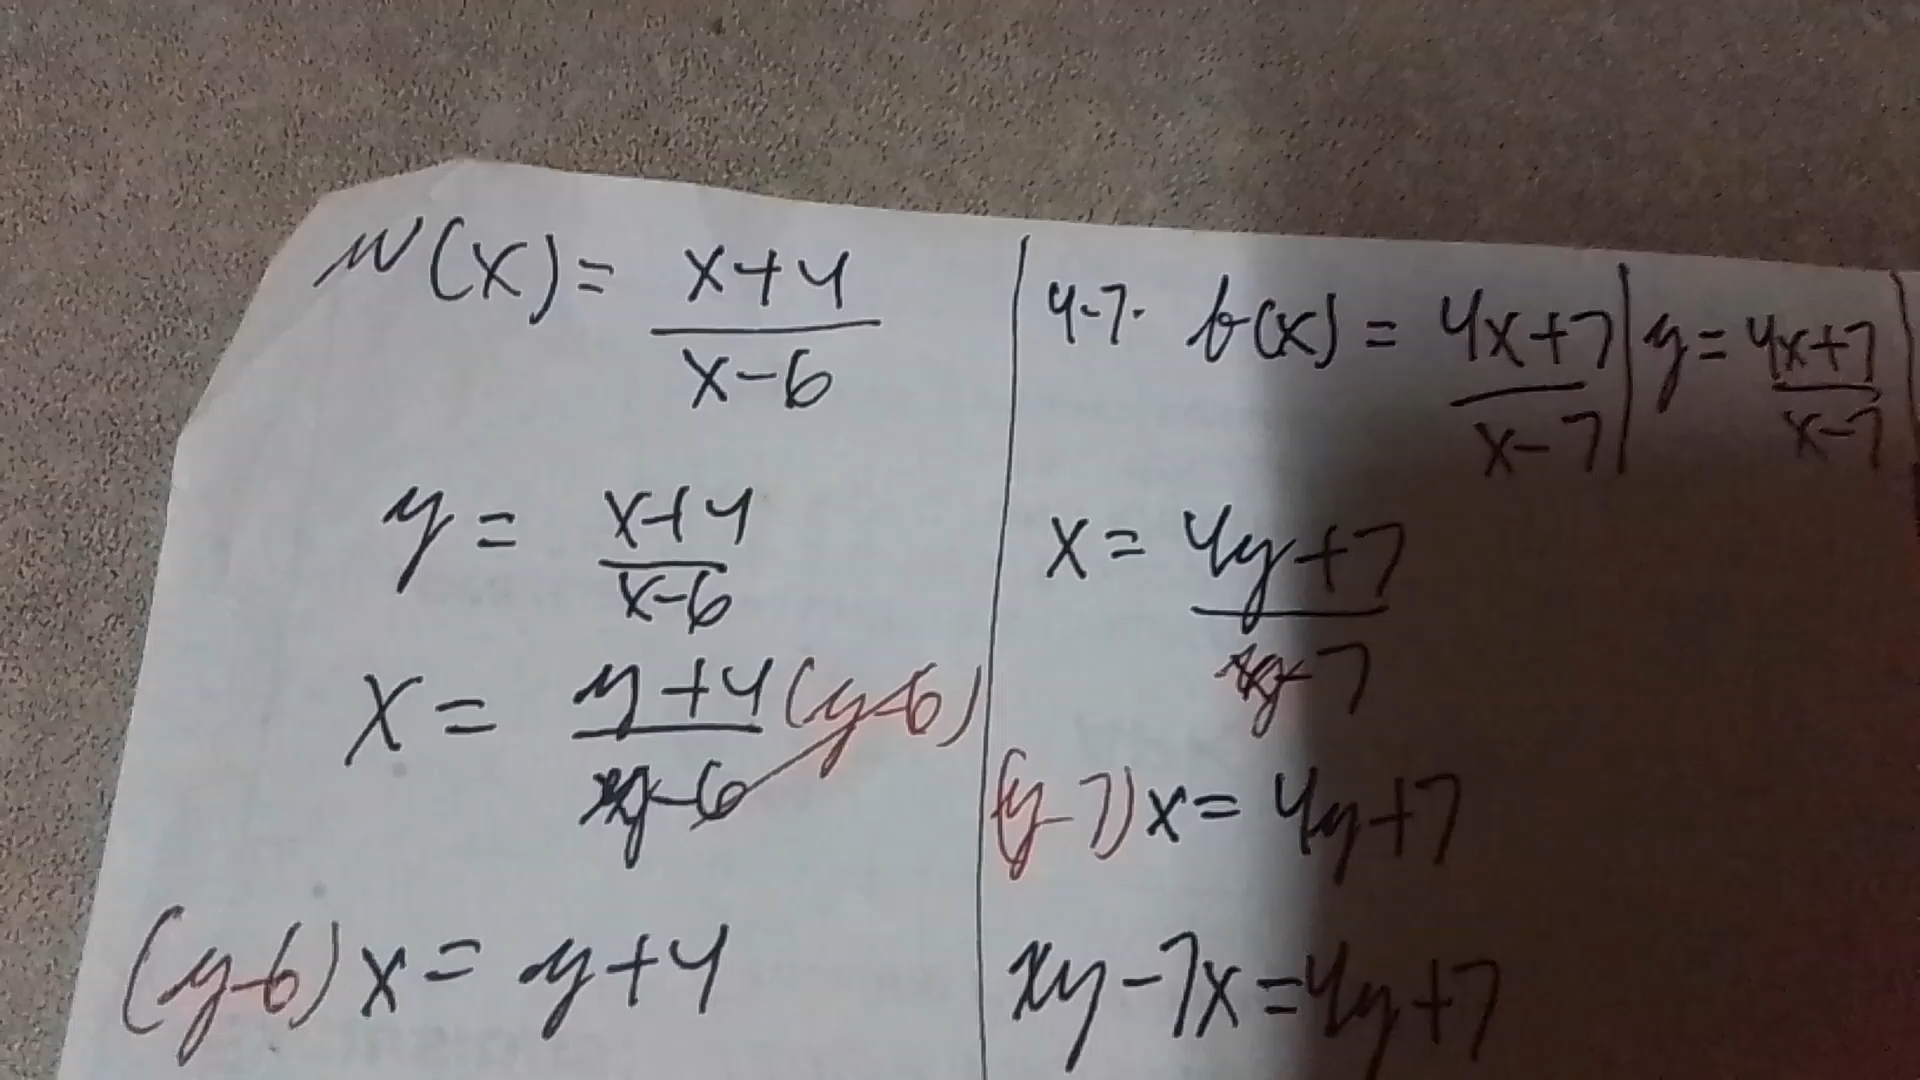 N(x) = x+4
x-6
y = x+4
x-6
x = y+4 (y-6)
y-6
(y-6) x = y+4
4-7. b(x) = 4x+7 | y = 4x+7
x-7 x-7
x = 4y+7
y-7
(y-7) x = 4y+7
xy-7x=4y+7